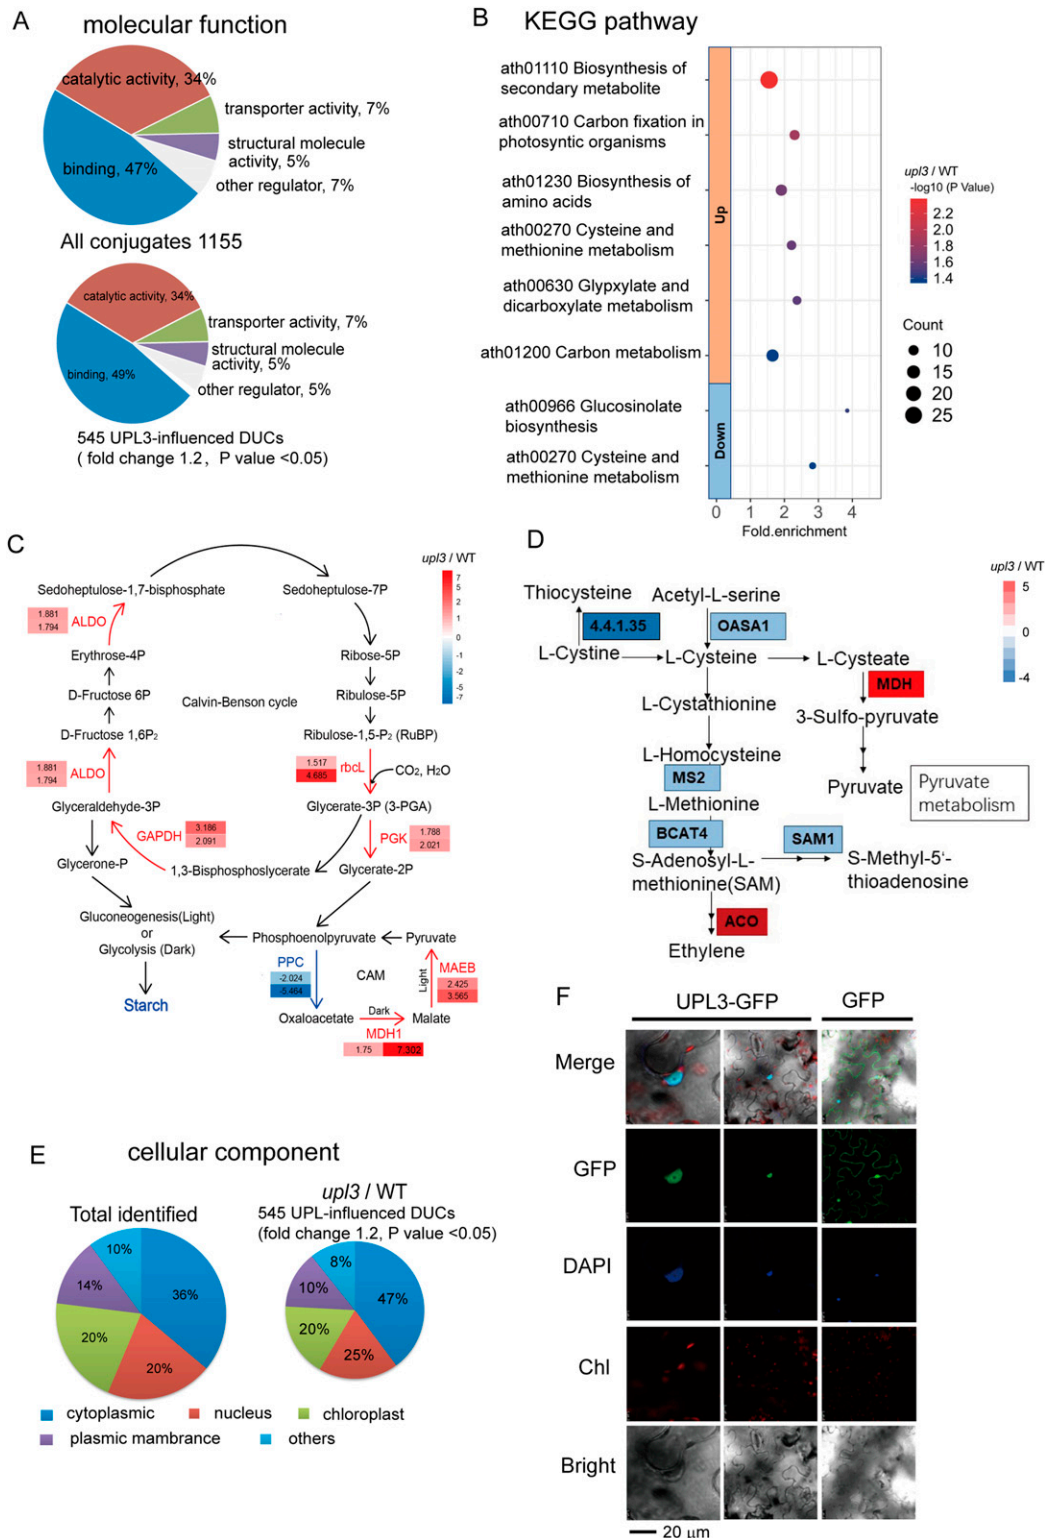 A
molecular function
catalytic activity, 34%
transporter activity, 7%
structural molecule
activity, 5%
binding, 47%
other regulator, 7%
All conjugates 1155
catalytic activity, 34%
transporter activity, 7%
structural molecule
activity, 5%
binding, 49%
other regulator, 5%
545 UPL3-influenced DUCs
( fold change 1.2, P value <0.05)
B
KEGG pathway
ath01110 Biosynthesis of
secondary metabolite
ath00710 Carbon fixation in
photosyntic organisms
ath01230 Biosynthesis of
amino acids
ath00270 Cysteine and
methionine metabolism
ath00630 Glypxylate and
dicarboxylate metabolism
ath01200 Carbon metabolism
ath00966 Glucosinolate
biosynthesis
ath00270 Cysteine and
methionine metabolism
Up
Down
0 1 2 3 4
Fold.enrichment
upl3 / WT
-log10 (P Value)
2.2
2.0
1.8
1.6
1.4
Count
10
15
20
25
C
upl3 / WT
7
5
2
1
0
-1
-2
-5
-7
Sedoheptulose-1,7-bisphosphate
Sedoheptulose-7P
1.881
1.794
ALDO
Erythrose-4P
Ribose-5P
D-Fructose 6P
Ribulose-5P
Calvin-Benson cycle
D-Fructose 1,6P2
Ribulose-1,5-P2 (RuBP)
1.881
1.794
ALDO
1.517
4.685
rbcL
CO2, H2O
Glyceraldehyde-3P
Glycerate-3P (3-PGA)
GAPDH
3.186
2.091
PGK
1.788
2.021
Glycerone-P
1,3-Bisphosphoslycerate
Glycerate-2P
Gluconeogenesis(Light)
or
Glycolysis (Dark)
Phosphoenolpyruvate
Pyruvate
PPC
-2.024
-5.464
CAM
Light
MAEB
2.425
3.565
Starch
Oxaloacetate
Dark
Malate
MDH1
1.75
7.302
D
upl3 / WT
5
0
-4
Thiocysteine
Acetyl-L-serine
4.4.1.35
OASA1
L-Cystine
L-Cysteine
L-Cysteate
MDH
L-Cystathionine
3-Sulfo-pyruvate
L-Homocysteine
MS2
Pyruvate
Pyruvate
metabolism
L-Methionine
BCAT4
SAM1
S-Adenosyl-L-
methionine(SAM)
S-Methyl-5'-
thioadenosine
ACO
Ethylene
E
cellular component
Total identified
10%
36%
14%
20%
20%
upl3 / WT
545 UPL-influenced DUCs
(fold change 1.2, P value <0.05)
8%
47%
10%
20%
25%
cytoplasmic
nucleus
chloroplast
plasmic mambrance
others
F
UPL3-GFP
GFP
Merge
GFP
DAPI
Chl
Bright
20 μm